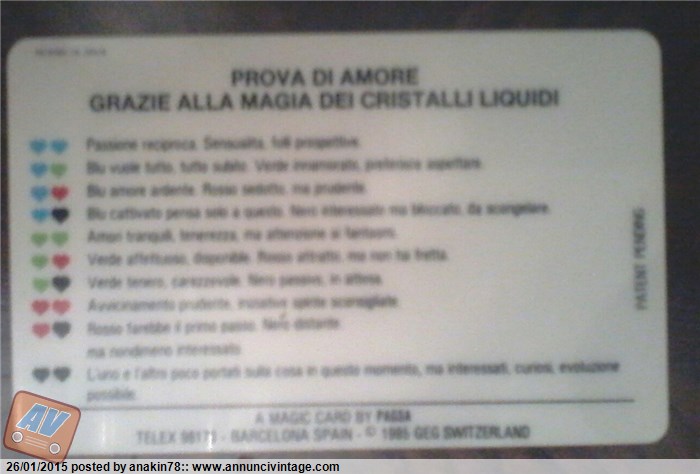 PROVA DI AMORE
GRAZIE ALLA MAGIA DEI CRISTALLI LIQUIDI
Passione reciproca. Sensualità, folli prospettive.
Blu vuole tutto, tutto subito. Verde innamorato, preferisce aspettare.
Blu amore ardente. Rosso sedotto, ma prudente.
Blu cattivato pensa solo a questo. Nero interessato ma bloccato, da scongelare.
Amori tranquilli, tenerezza, ma attenzione ai fantasmi.
Verde affettuoso, disponibile. Rosso attratto, ma non ha fretta.
Verde tenero, carezzevole. Nero passivo, in attesa.
Avvicinamento prudente, iniziative spinte sconsigliate.
Rosso farebbe il primo passo. Nero distante.
ma nondimeno interessato.
L'uno e l'altro poco portati sulla cosa in questo momento, ma interessati, curiosi, evoluzione
possibile.
PATENT PENDING
A MAGIC CARD BY
TELEX - BARCELONA SPAIN - © 1985 GEG SWITZERLAND
AV
26/01/2015 posted by anakin78:: www.annuncivintage.com